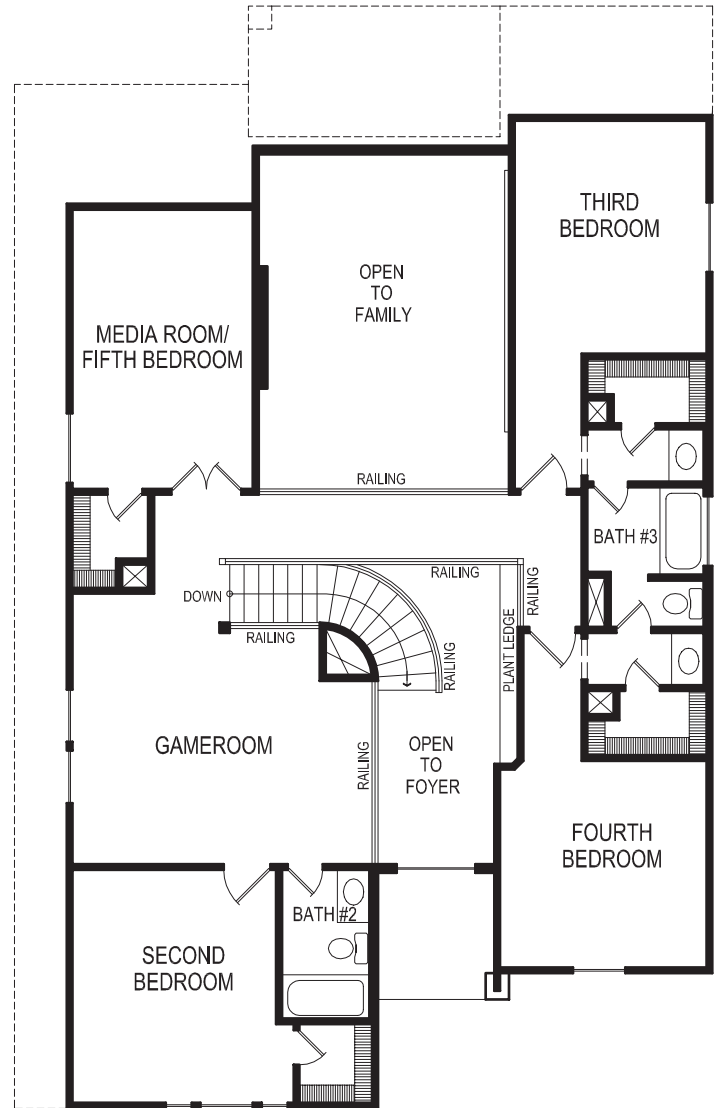 THIRD
BEDROOM
OPEN
TO
FAMILY
MEDIA ROOM/
FIFTH BEDROOM
RAILING
BATH #3
RAILING
DOWN
RAILING
RAILING
RAILING
PLANT LEDGE
GAMEROOM
RAILING
OPEN
TO
FOYER
FOURTH
BEDROOM
BATH #2
SECOND
BEDROOM